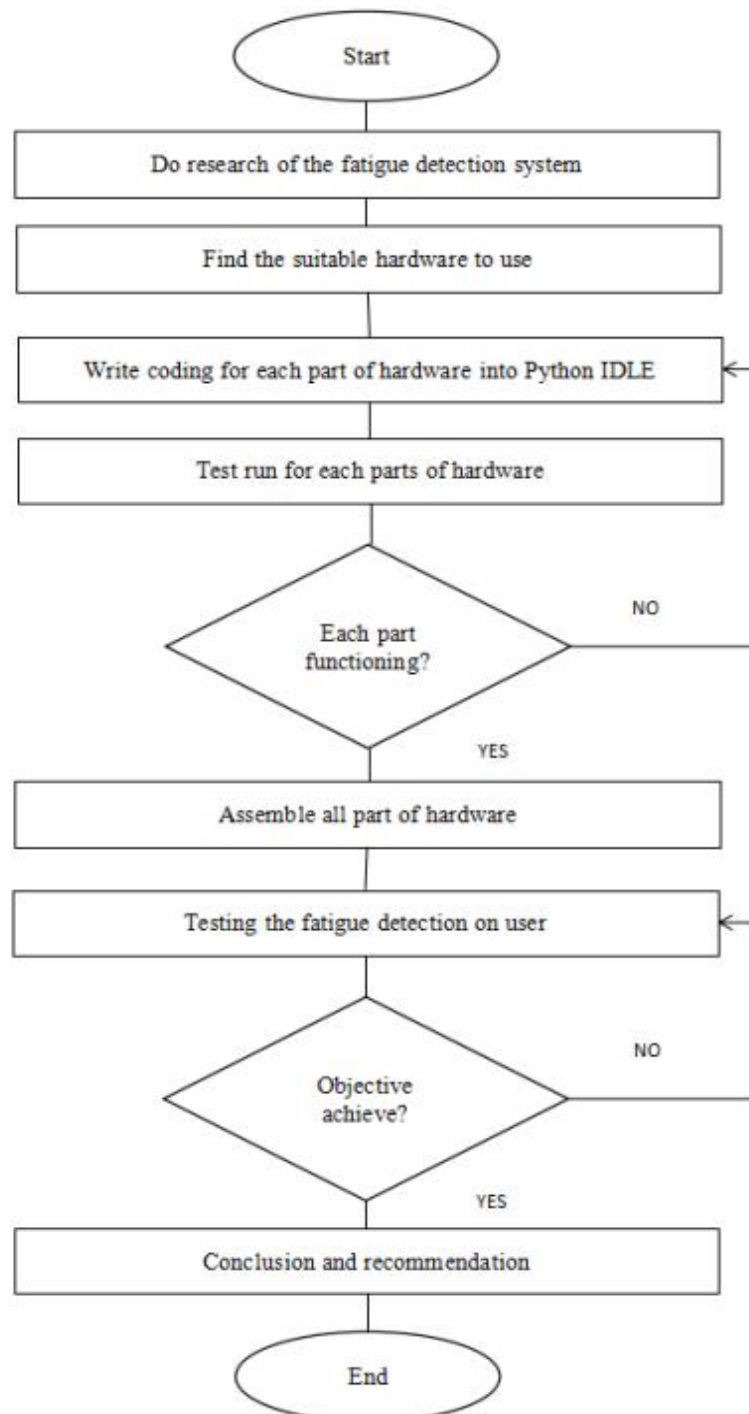 Start
Do research of the fatigue detection system
Find the suitable hardware to use
Write coding for each part of hardware into Python IDLE
Test run for each parts of hardware
Each part
functioning?
NO
YES
Assemble all part of hardware
Testing the fatigue detection on user
Objective
achieve?
NO
YES
Conclusion and recommendation
End